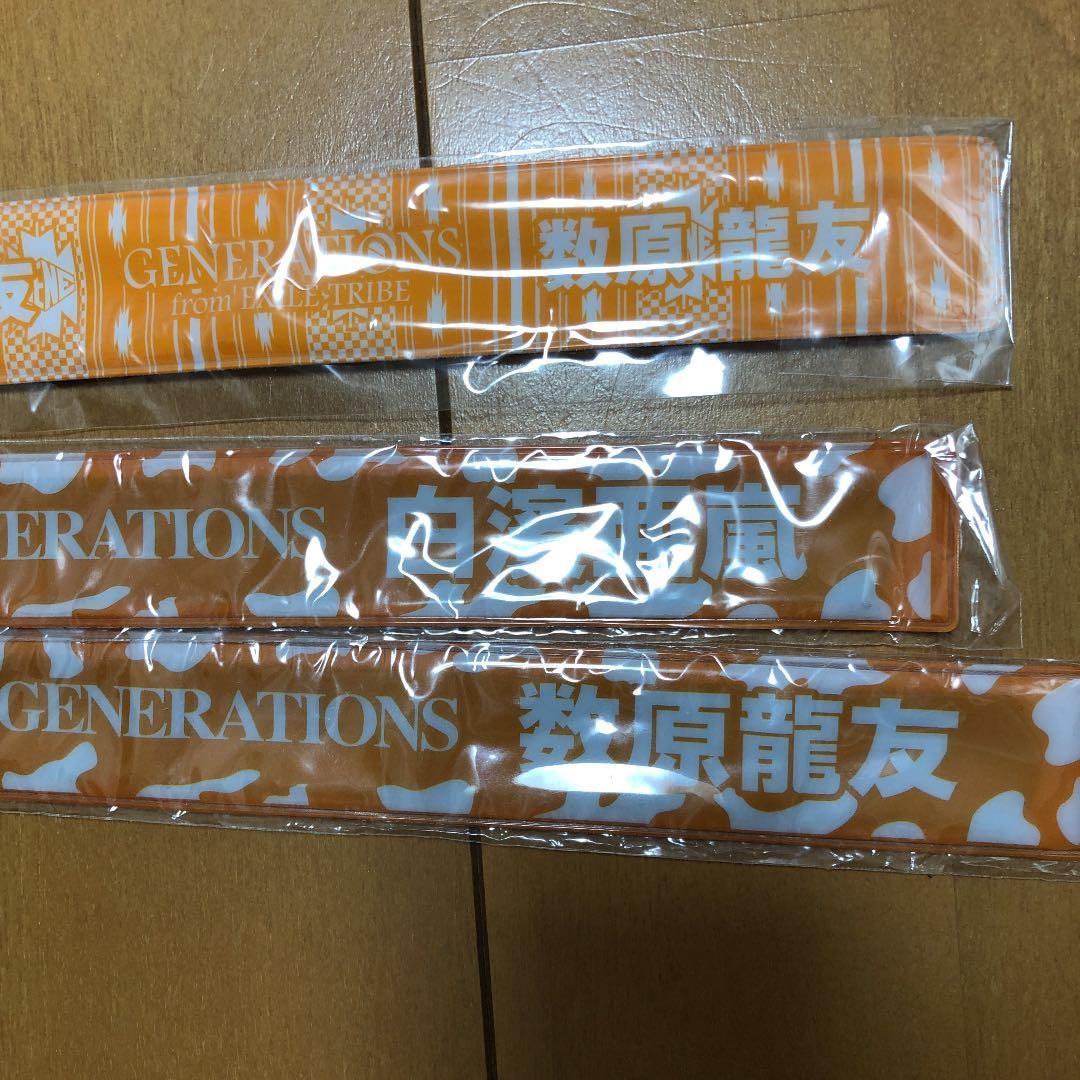 友 GENERATIONS 数原龍友
from EXILE TRIBE
ERATIONS 白濱亜嵐
GENERATIONS 数原龍友